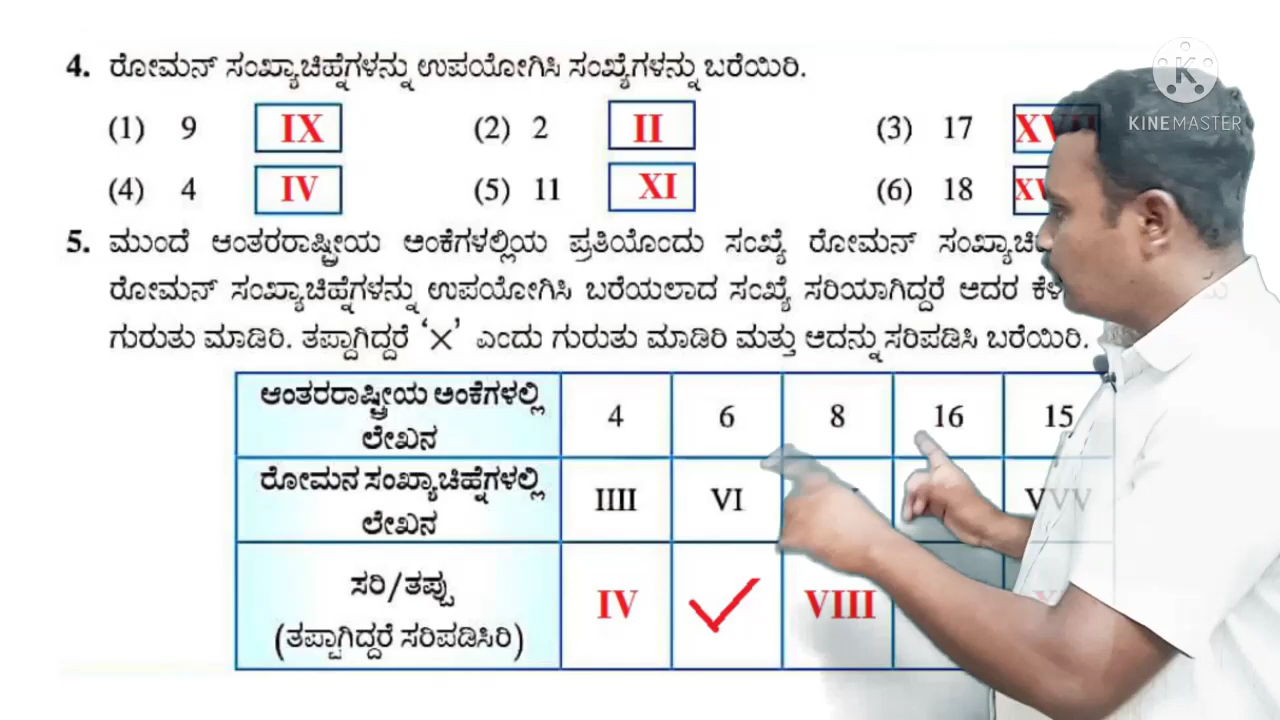 4. ರೋಮನ್ ಸಂಖ್ಯಾಚಿಹ್ನೆಗಳನ್ನು ಉಪಯೋಗಿಸಿ ಸಂಖ್ಯೆಗಳನ್ನು ಬರೆಯಿರಿ.
K
KINEMASTER
(1) 9 IX (2) 2 II (3) 17
(4) 4 IV (5) 11 XI (6) 18
5. ಮುಂದೆ ಆಂತರರಾಷ್ಟ್ರೀಯ ಅಂಕೆಗಳಲ್ಲಿಯ ಪ್ರತಿಯೊಂದು ಸಂಖ್ಯೆ ರೋಮನ್
ರೋಮನ್ ಸಂಖ್ಯಾಚಿಹ್ನೆಗಳನ್ನು ಉಪಯೋಗಿಸಿ ಬರೆಯಲಾದ ಸಂಖ್ಯೆ ಸರಿಯಾಗಿದ್ದರೆ ಅದರ
ಗುರುತು ಮಾಡಿರಿ. ತಪ್ಪಾಗಿದ್ದರೆ ‘×’ ಎಂದು ಗುರುತು ಮಾಡಿರಿ ಮತ್ತು ಅದನ್ನು ಸರಿಪಡಿಸಿ ಬರೆಯಿರಿ.
ಆಂತರರಾಷ್ಟ್ರೀಯ ಅಂಕೆಗಳಲ್ಲಿ
ಲೇಖನ
4 6 8 16 15
ರೋಮನ ಸಂಖ್ಯಾಚಿಹ್ನೆಗಳಲ್ಲಿ
ಲೇಖನ
IIII VI VVV
ಸರಿ/ತಪ್ಪು
(ತಪ್ಪಾಗಿದ್ದರೆ ಸರಿಪಡಿಸಿರಿ)
IV ✓ VIII